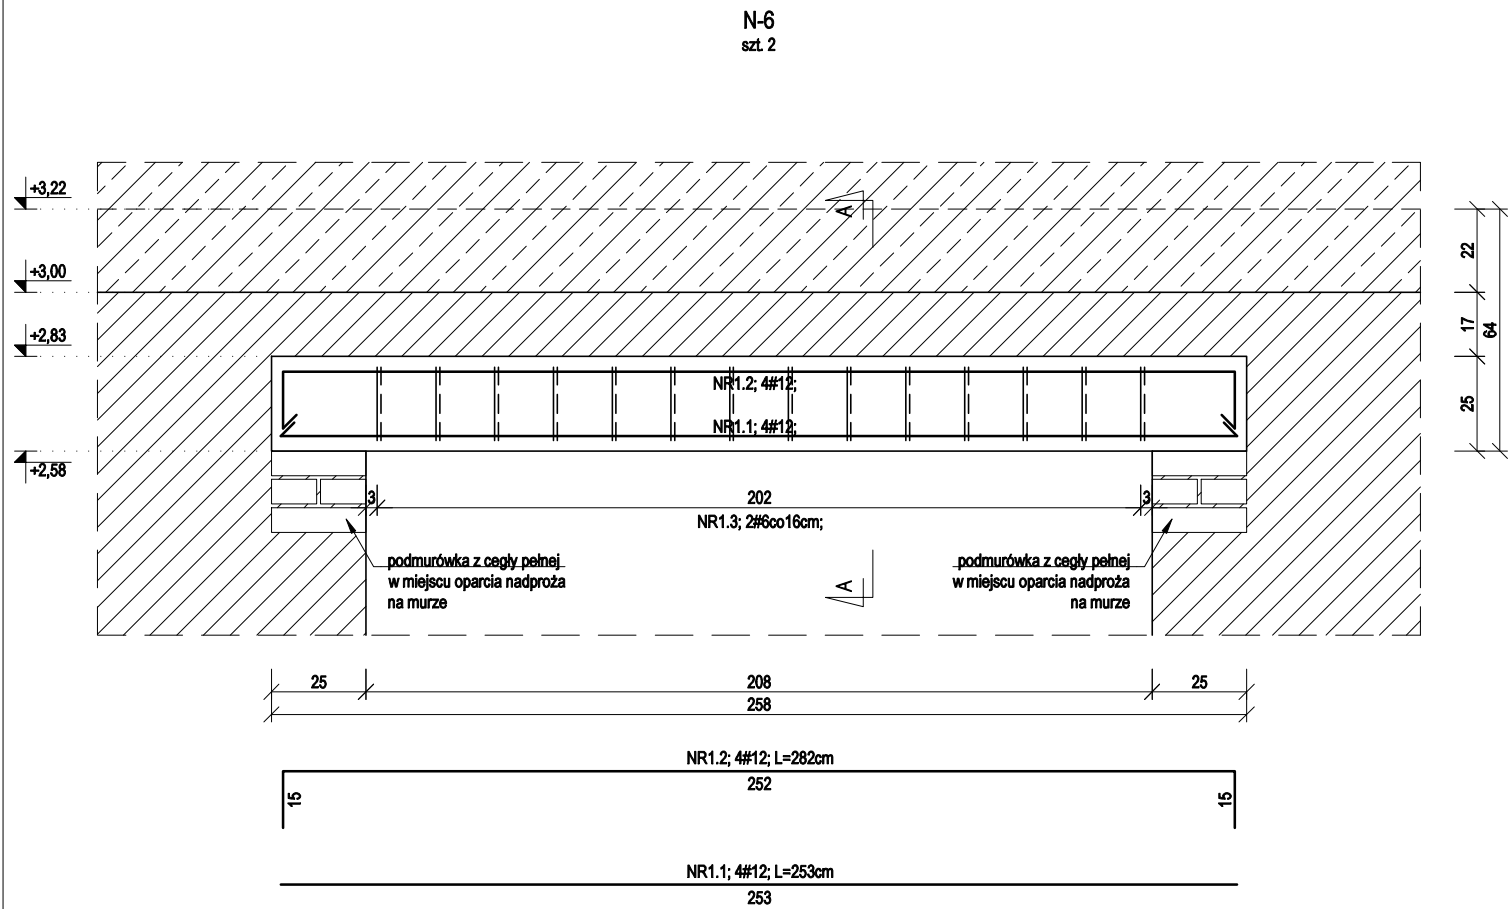 N-6
szt. 2
+3,22
A
+3,00
22
17
64
+2,83
25
NR1.2; 4#12;
NR1.1; 4#12;
+2,58
3
202
3
NR1.3; 2#6co16cm;
podmurówka z cegły pełnej
w miejscu oparcia nadproża
na murze
A
podmurówka z cegły pełnej
w miejscu oparcia nadproża
na murze
25
208
25
258
NR1.2; 4#12; L=282cm
252
15
15
NR1.1; 4#12; L=253cm
253